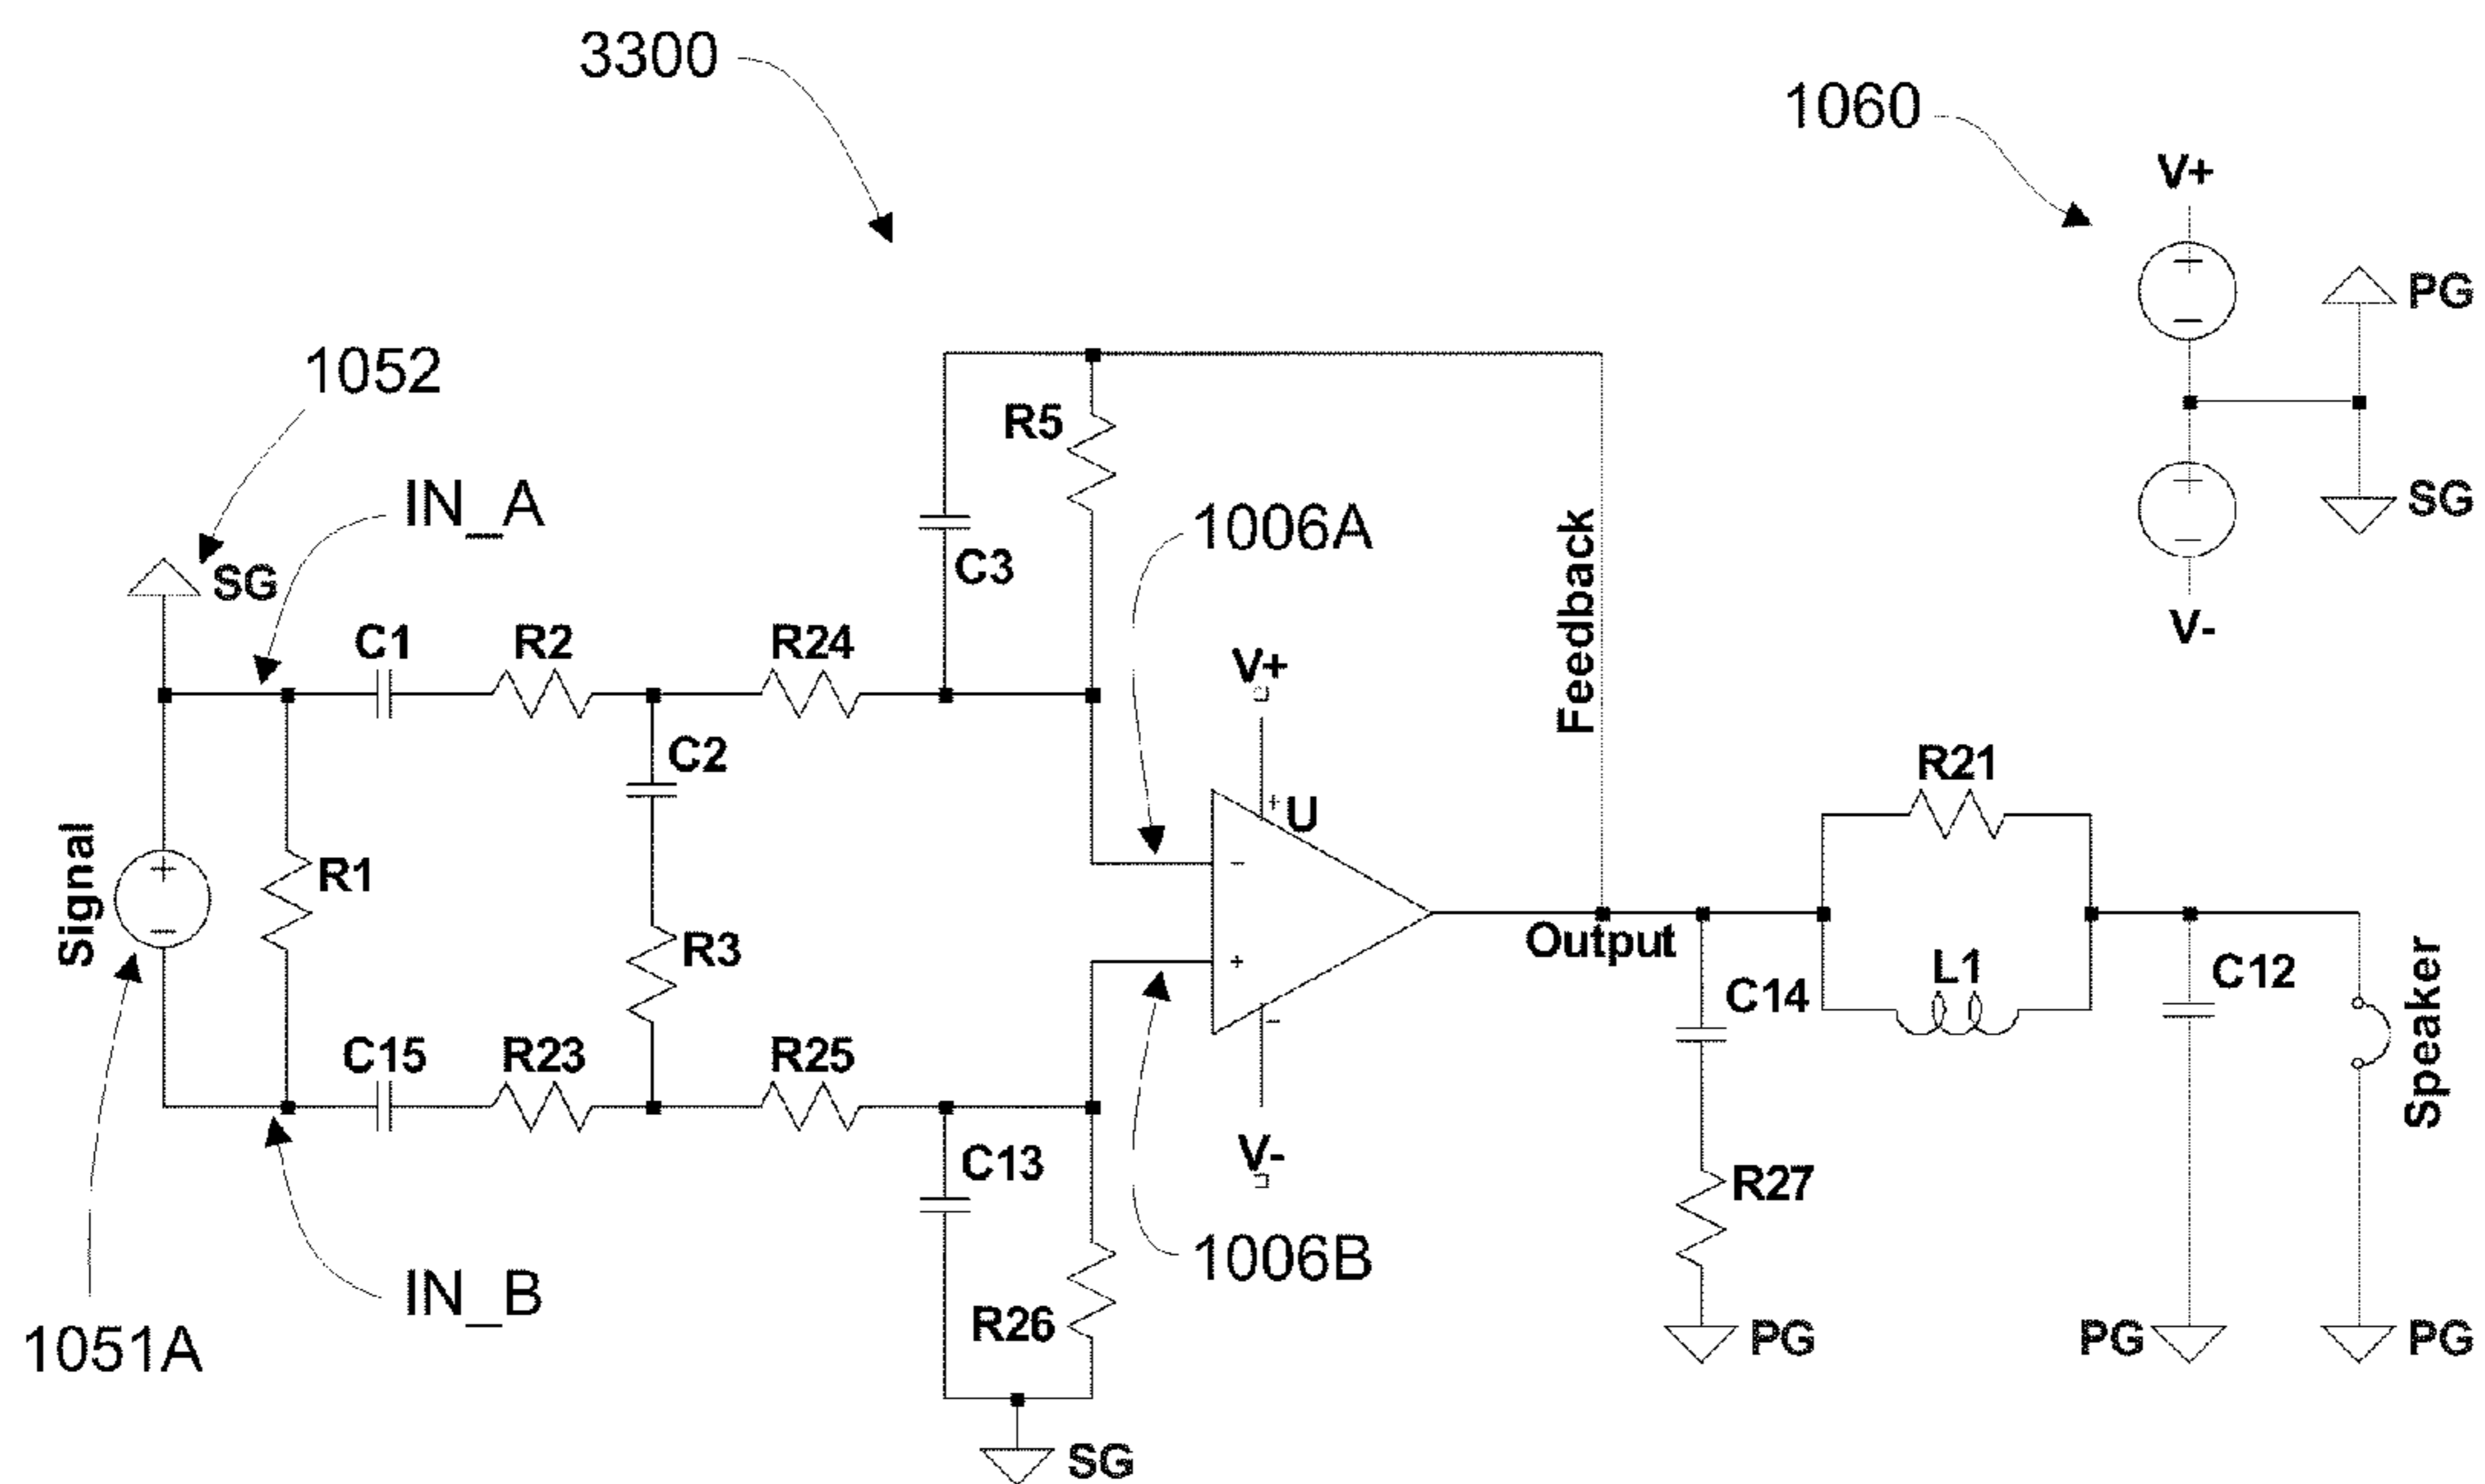 3300
1060
V+
PG
SG
V-
1052
IN_A
SG
C1
R2
R24
C3
R5
1006A
Feedback
V+
U
C2
R3
Signal
R1
Output
R21
L1
C14
C12
Speaker
C15
R23
R25
C13
V-
R27
1006B
IN_B
R26
1051A
PG
PG
PG
SG